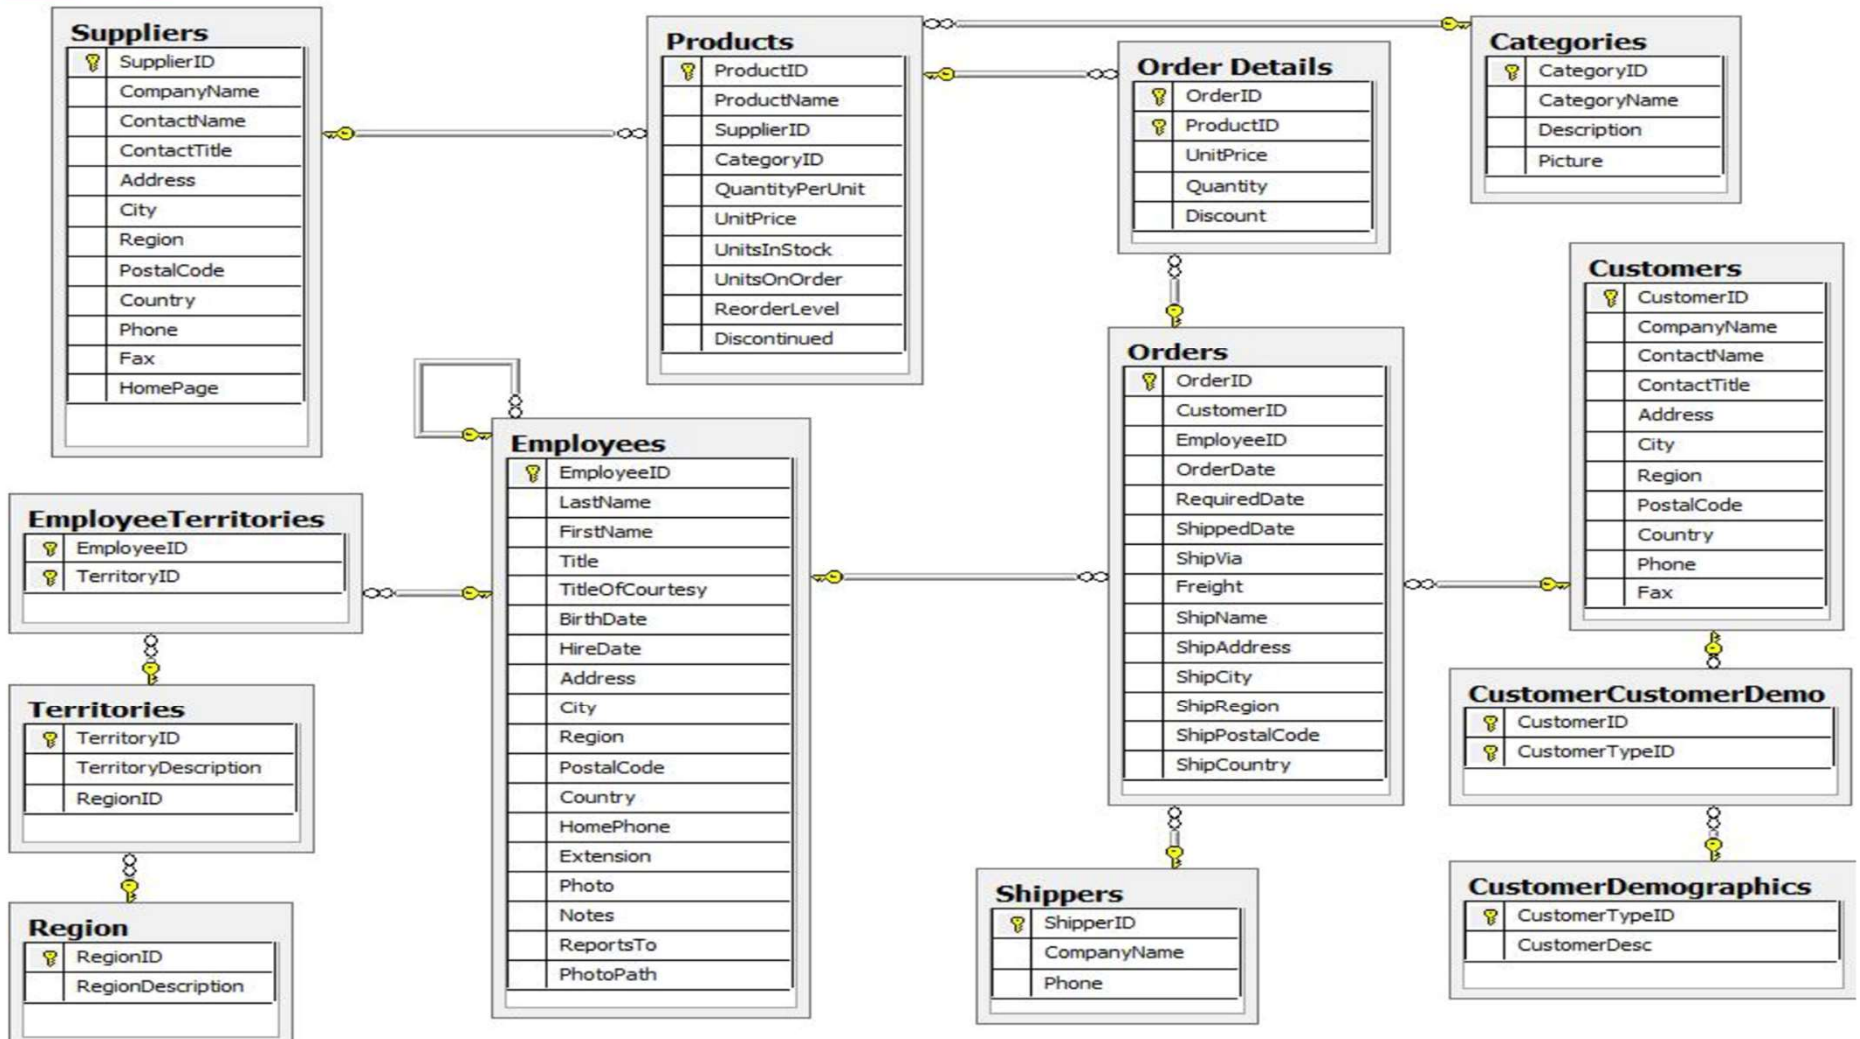 Suppliers
SupplierID
CompanyName
ContactName
ContactTitle
Address
City
Region
PostalCode
Country
Phone
Fax
HomePage
Products
ProductID
ProductName
SupplierID
CategoryID
QuantityPerUnit
UnitPrice
UnitsInStock
UnitsOnOrder
ReorderLevel
Discontinued
Order Details
OrderID
ProductID
UnitPrice
Quantity
Discount
Categories
CategoryID
CategoryName
Description
Picture
Customers
CustomerID
CompanyName
ContactName
ContactTitle
Address
City
Region
PostalCode
Country
Phone
Fax
Orders
OrderID
CustomerID
EmployeeID
OrderDate
RequiredDate
ShippedDate
ShipVia
Freight
ShipName
ShipAddress
ShipCity
ShipRegion
ShipPostalCode
ShipCountry
Employees
EmployeeID
LastName
FirstName
Title
TitleOfCourtesy
BirthDate
HireDate
Address
City
Region
PostalCode
Country
HomePhone
Extension
Photo
Notes
ReportsTo
PhotoPath
EmployeeTerritories
EmployeeID
TerritoryID
Territories
TerritoryID
TerritoryDescription
RegionID
Region
RegionID
RegionDescription
Shippers
ShipperID
CompanyName
Phone
CustomerCustomerDemo
CustomerID
CustomerTypeID
CustomerDemographics
CustomerTypeID
CustomerDesc